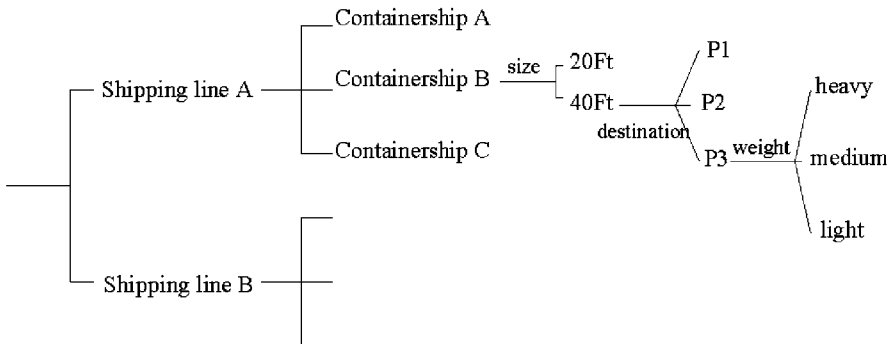 Containership A
Shipping line A
Containership B
size
20Ft
40Ft
destination
P1
P2
P3
weight
heavy
medium
light
Containership C
Shipping line B